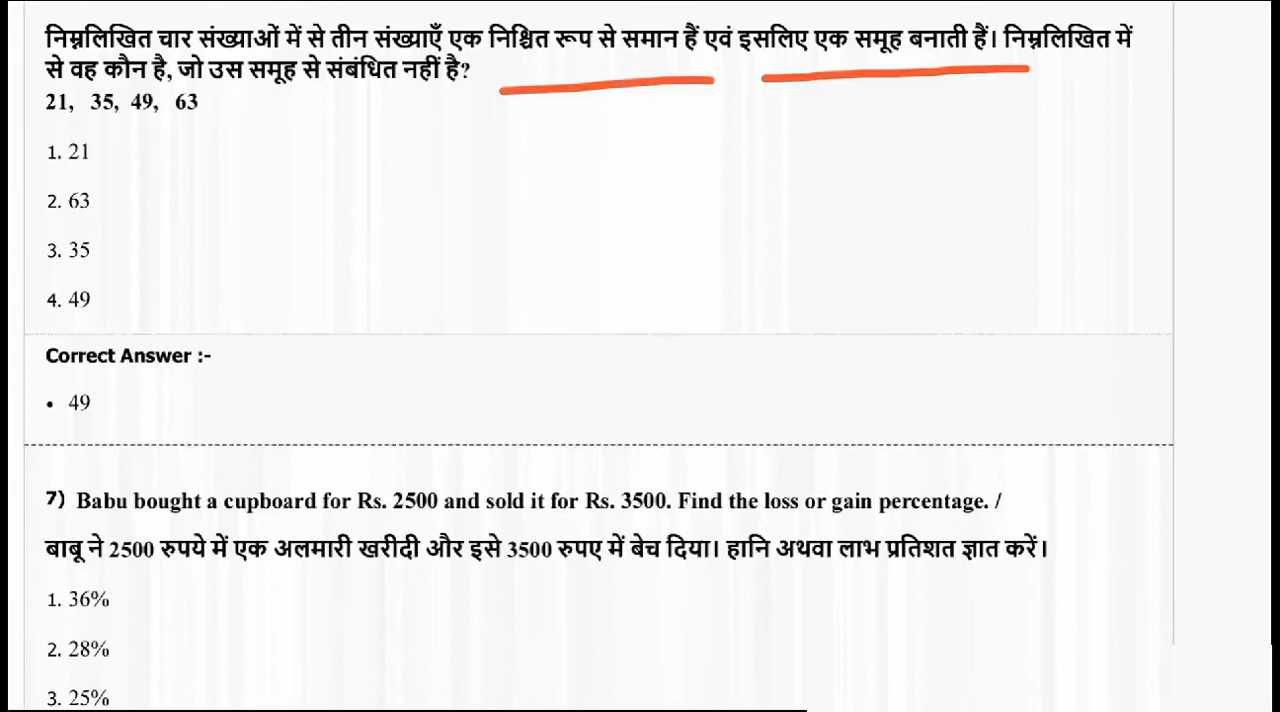 निम्नलिखित चार संख्याओं में से तीन संख्याएँ एक निश्चित रूप से समान हैं एवं इसलिए एक समूह बनाती हैं। निम्नलिखित में
से वह कौन है, जो उस समूह से संबंधित नहीं है?
21, 35, 49, 63
1. 21
2. 63
3. 35
4. 49
Correct Answer :-
• 49
7) Babu bought a cupboard for Rs. 2500 and sold it for Rs. 3500. Find the loss or gain percentage. /
बाबू ने 2500 रुपये में एक अलमारी खरीदी और इसे 3500 रुपए में बेच दिया। हानि अथवा लाभ प्रतिशत ज्ञात करें।
1. 36%
2. 28%
3. 25%